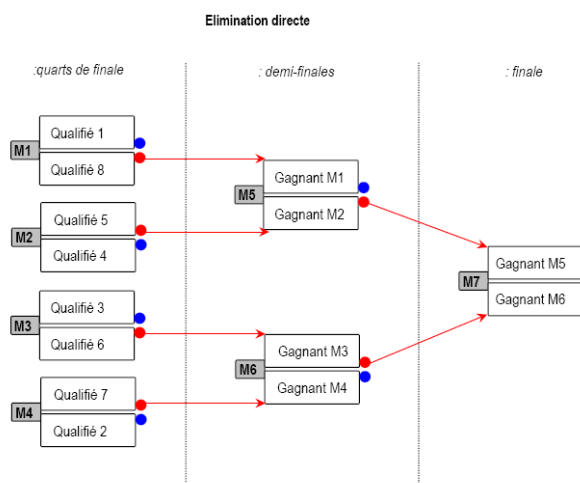 Elimination directe
:quarts de finale
: demi-finales
: finale
M1
Qualifié 1
Qualifié 8
M2
Qualifié 5
Qualifié 4
M3
Qualifié 3
Qualifié 6
M4
Qualifié 7
Qualifié 2
M5
Gagnant M1
Gagnant M2
M6
Gagnant M3
Gagnant M4
M7
Gagnant M5
Gagnant M6